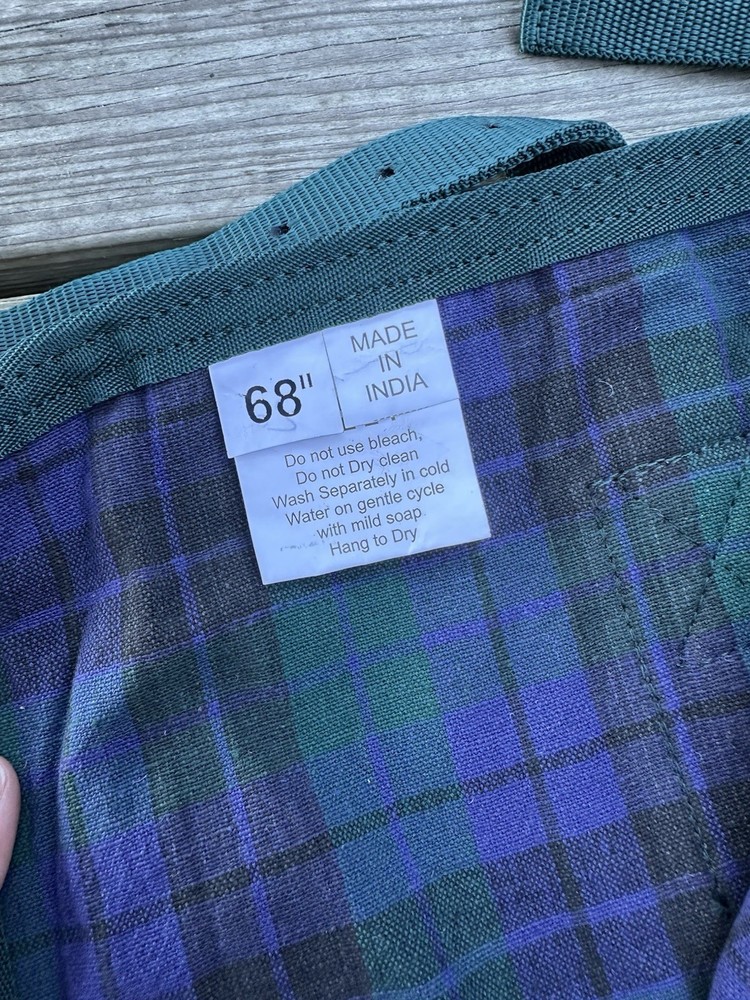 68"
MADE
IN
INDIA
Do not use bleach,
Do not Dry clean
Wash Separately in cold
Water on gentle cycle
with mild soap
Hang to Dry